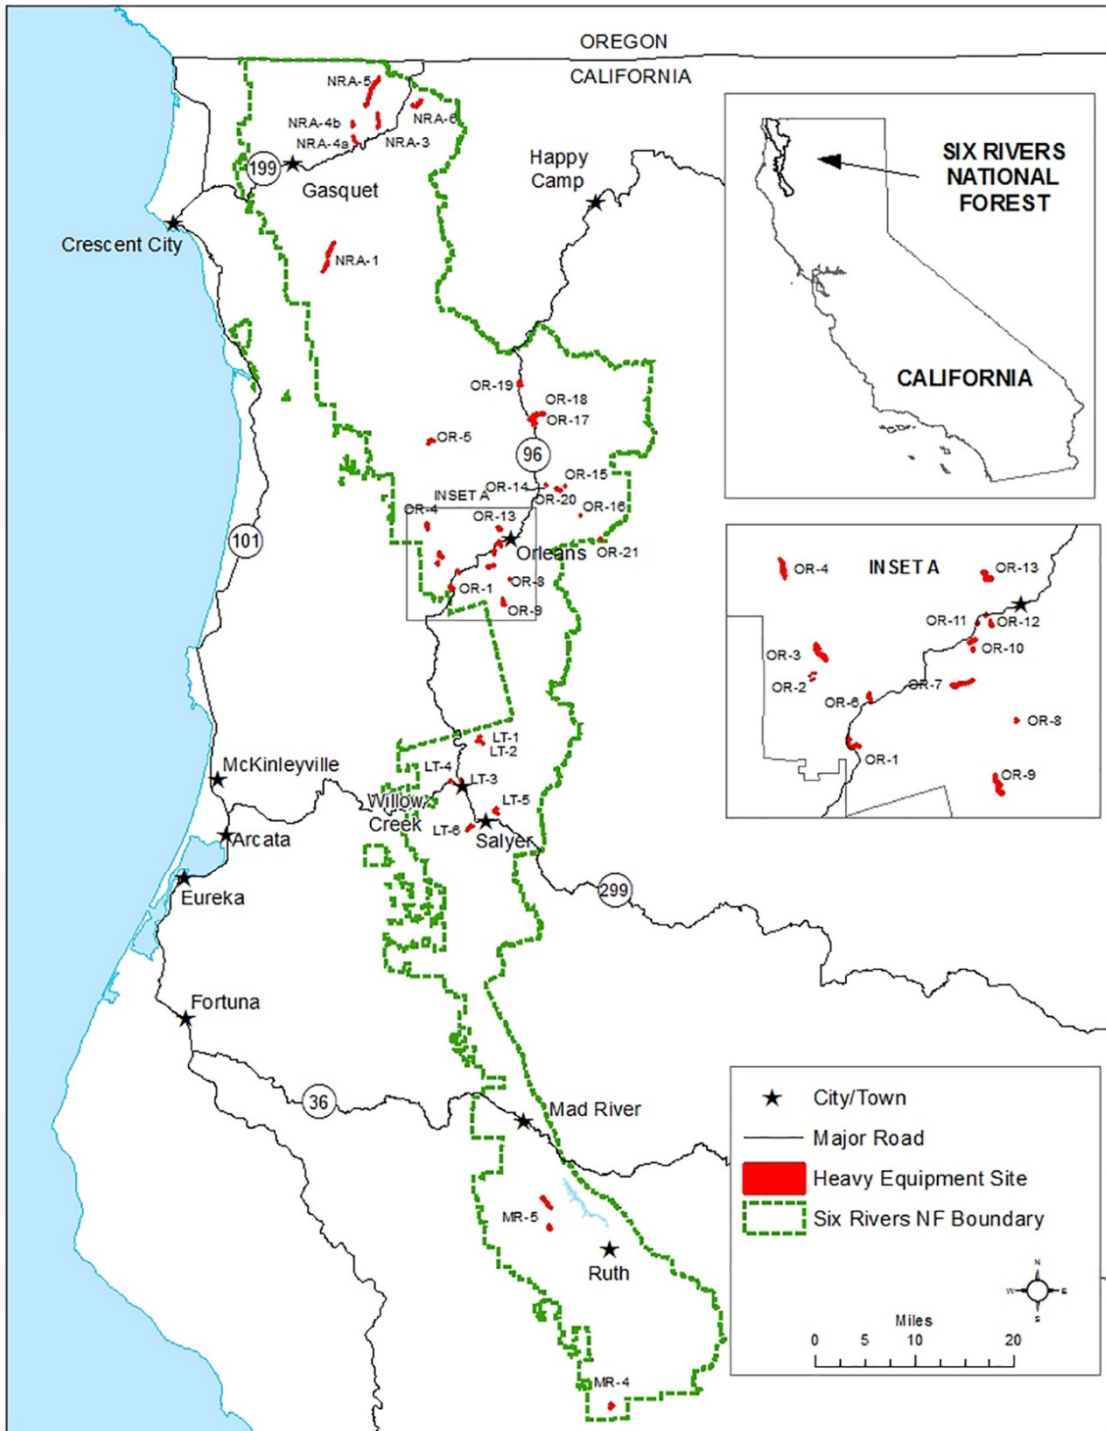 OREGON
CALIFORNIA
NRA-5
NRA-4b
NRA-6
NRA-4a
NRA-3
199
Gasquet
Happy
Camp
Crescent City
NRA-1
SIX RIVERS
NATIONAL
FOREST
CALIFORNIA
OR-19
OR-18
OR-17
OR-5
96
OR-15
OR-14
OR-20
INSET A
OR-4
OR-13
OR-16
101
Orleans
OR-21
OR-1
OR-8
OR-9
INSET A
OR-4
OR-13
OR-11
OR-12
OR-3
OR-10
OR-2
OR-7
OR-6
OR-8
OR-1
OR-9
LT-1
LT-2
McKinleyville
LT-4
LT-3
Willow
Creek
LT-5
LT-6
Salyer
Arcata
Eureka
299
Fortuna
36
Mad River
MR-5
Ruth
MR-4
City/Town
Major Road
Heavy Equipment Site
Six Rivers NF Boundary
N
W E
S
Miles
0 5 10 20